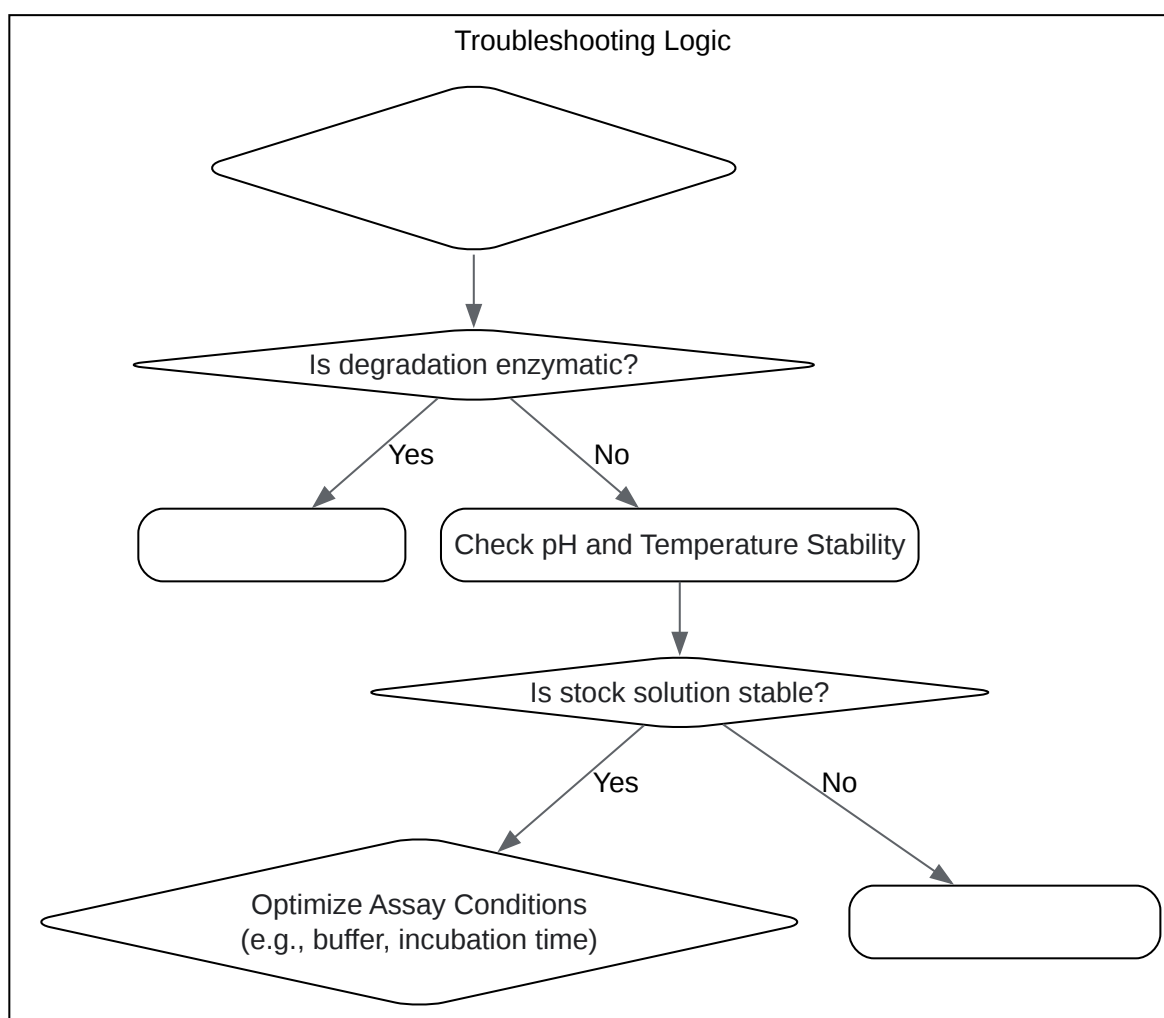 Troubleshooting Logic
Is degradation enzymatic?
Yes
No
Check pH and Temperature Stability
Is stock solution stable?
Yes
No
Optimize Assay Conditions
(e.g., buffer, incubation time)